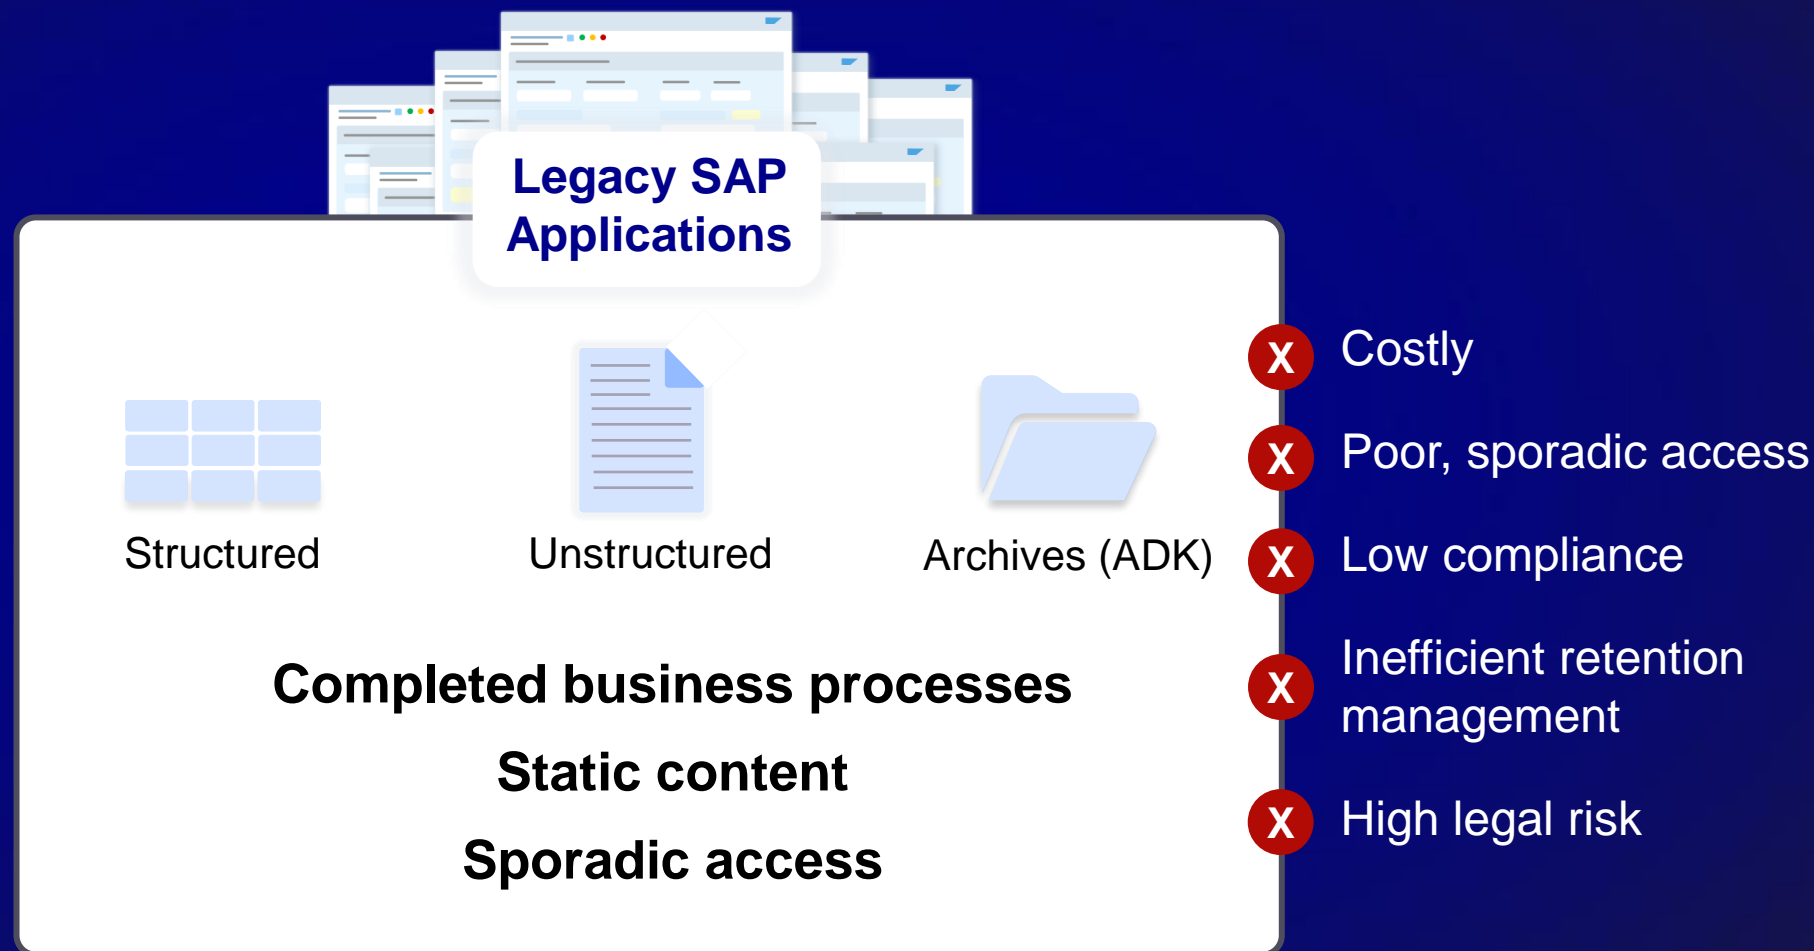 Legacy SAP
Applications
Structured
Unstructured
Archives (ADK)
Completed business processes
Static content
Sporadic access
X Costly
X Poor, sporadic access
X Low compliance
X Inefficient retention
management
X High legal risk